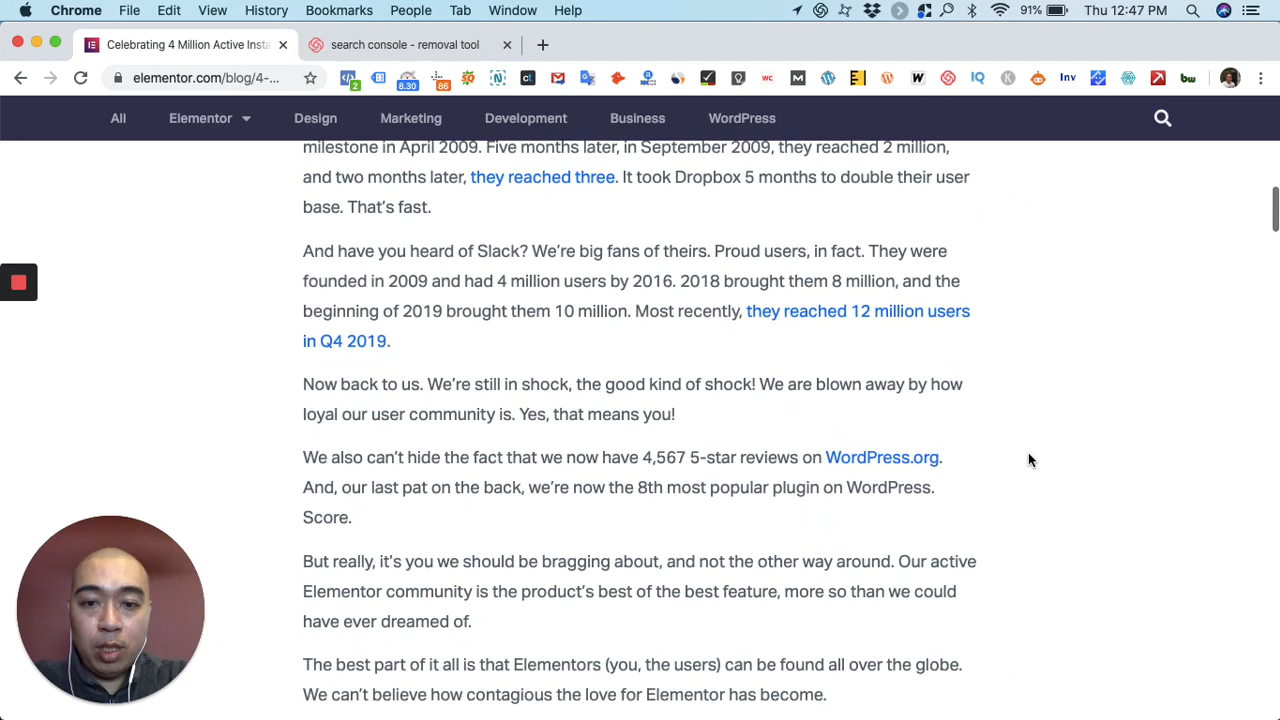 Chrome File Edit View History Bookmarks People Tab Window Help 91% Thu 12:47 PM
Celebrating 4 Million Active Insta search console - removal tool
elementor.com/blog/4-...
2 8.30 86 wc M W IQ K Inv bw
All Elementor Design Marketing Development Business WordPress
milestone in April 2009. Five months later, in September 2009, they reached 2 million,
and two months later, they reached three. It took Dropbox 5 months to double their user
base. That's fast.
And have you heard of Slack? We're big fans of theirs. Proud users, in fact. They were
founded in 2009 and had 4 million users by 2016. 2018 brought them 8 million, and the
beginning of 2019 brought them 10 million. Most recently, they reached 12 million users
in Q4 2019.
Now back to us. We're still in shock, the good kind of shock! We are blown away by how
loyal our user community is. Yes, that means you!
We also can't hide the fact that we now have 4,567 5-star reviews on WordPress.org.
And, our last pat on the back, we're now the 8th most popular plugin on WordPress.
Score.
But really, it's you we should be bragging about, and not the other way around. Our active
Elementor community is the product's best of the best feature, more so than we could
have ever dreamed of.
The best part of it all is that Elementors (you, the users) can be found all over the globe.
We can't believe how contagious the love for Elementor has become.